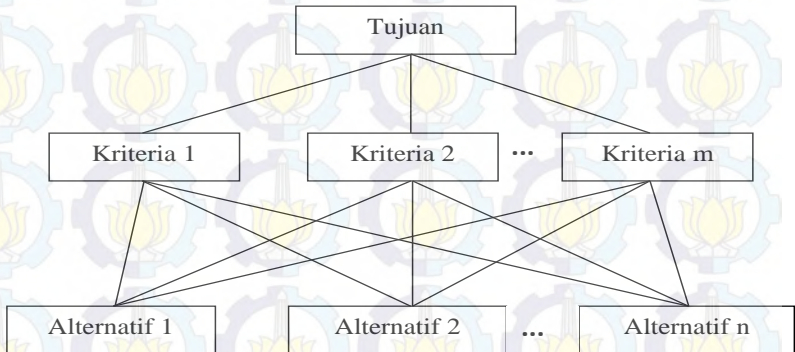 Tujuan
Kriteria 1 Kriteria 2 ... Kriteria m
Alternatif 1 Alternatif 2 ... Alternatif n